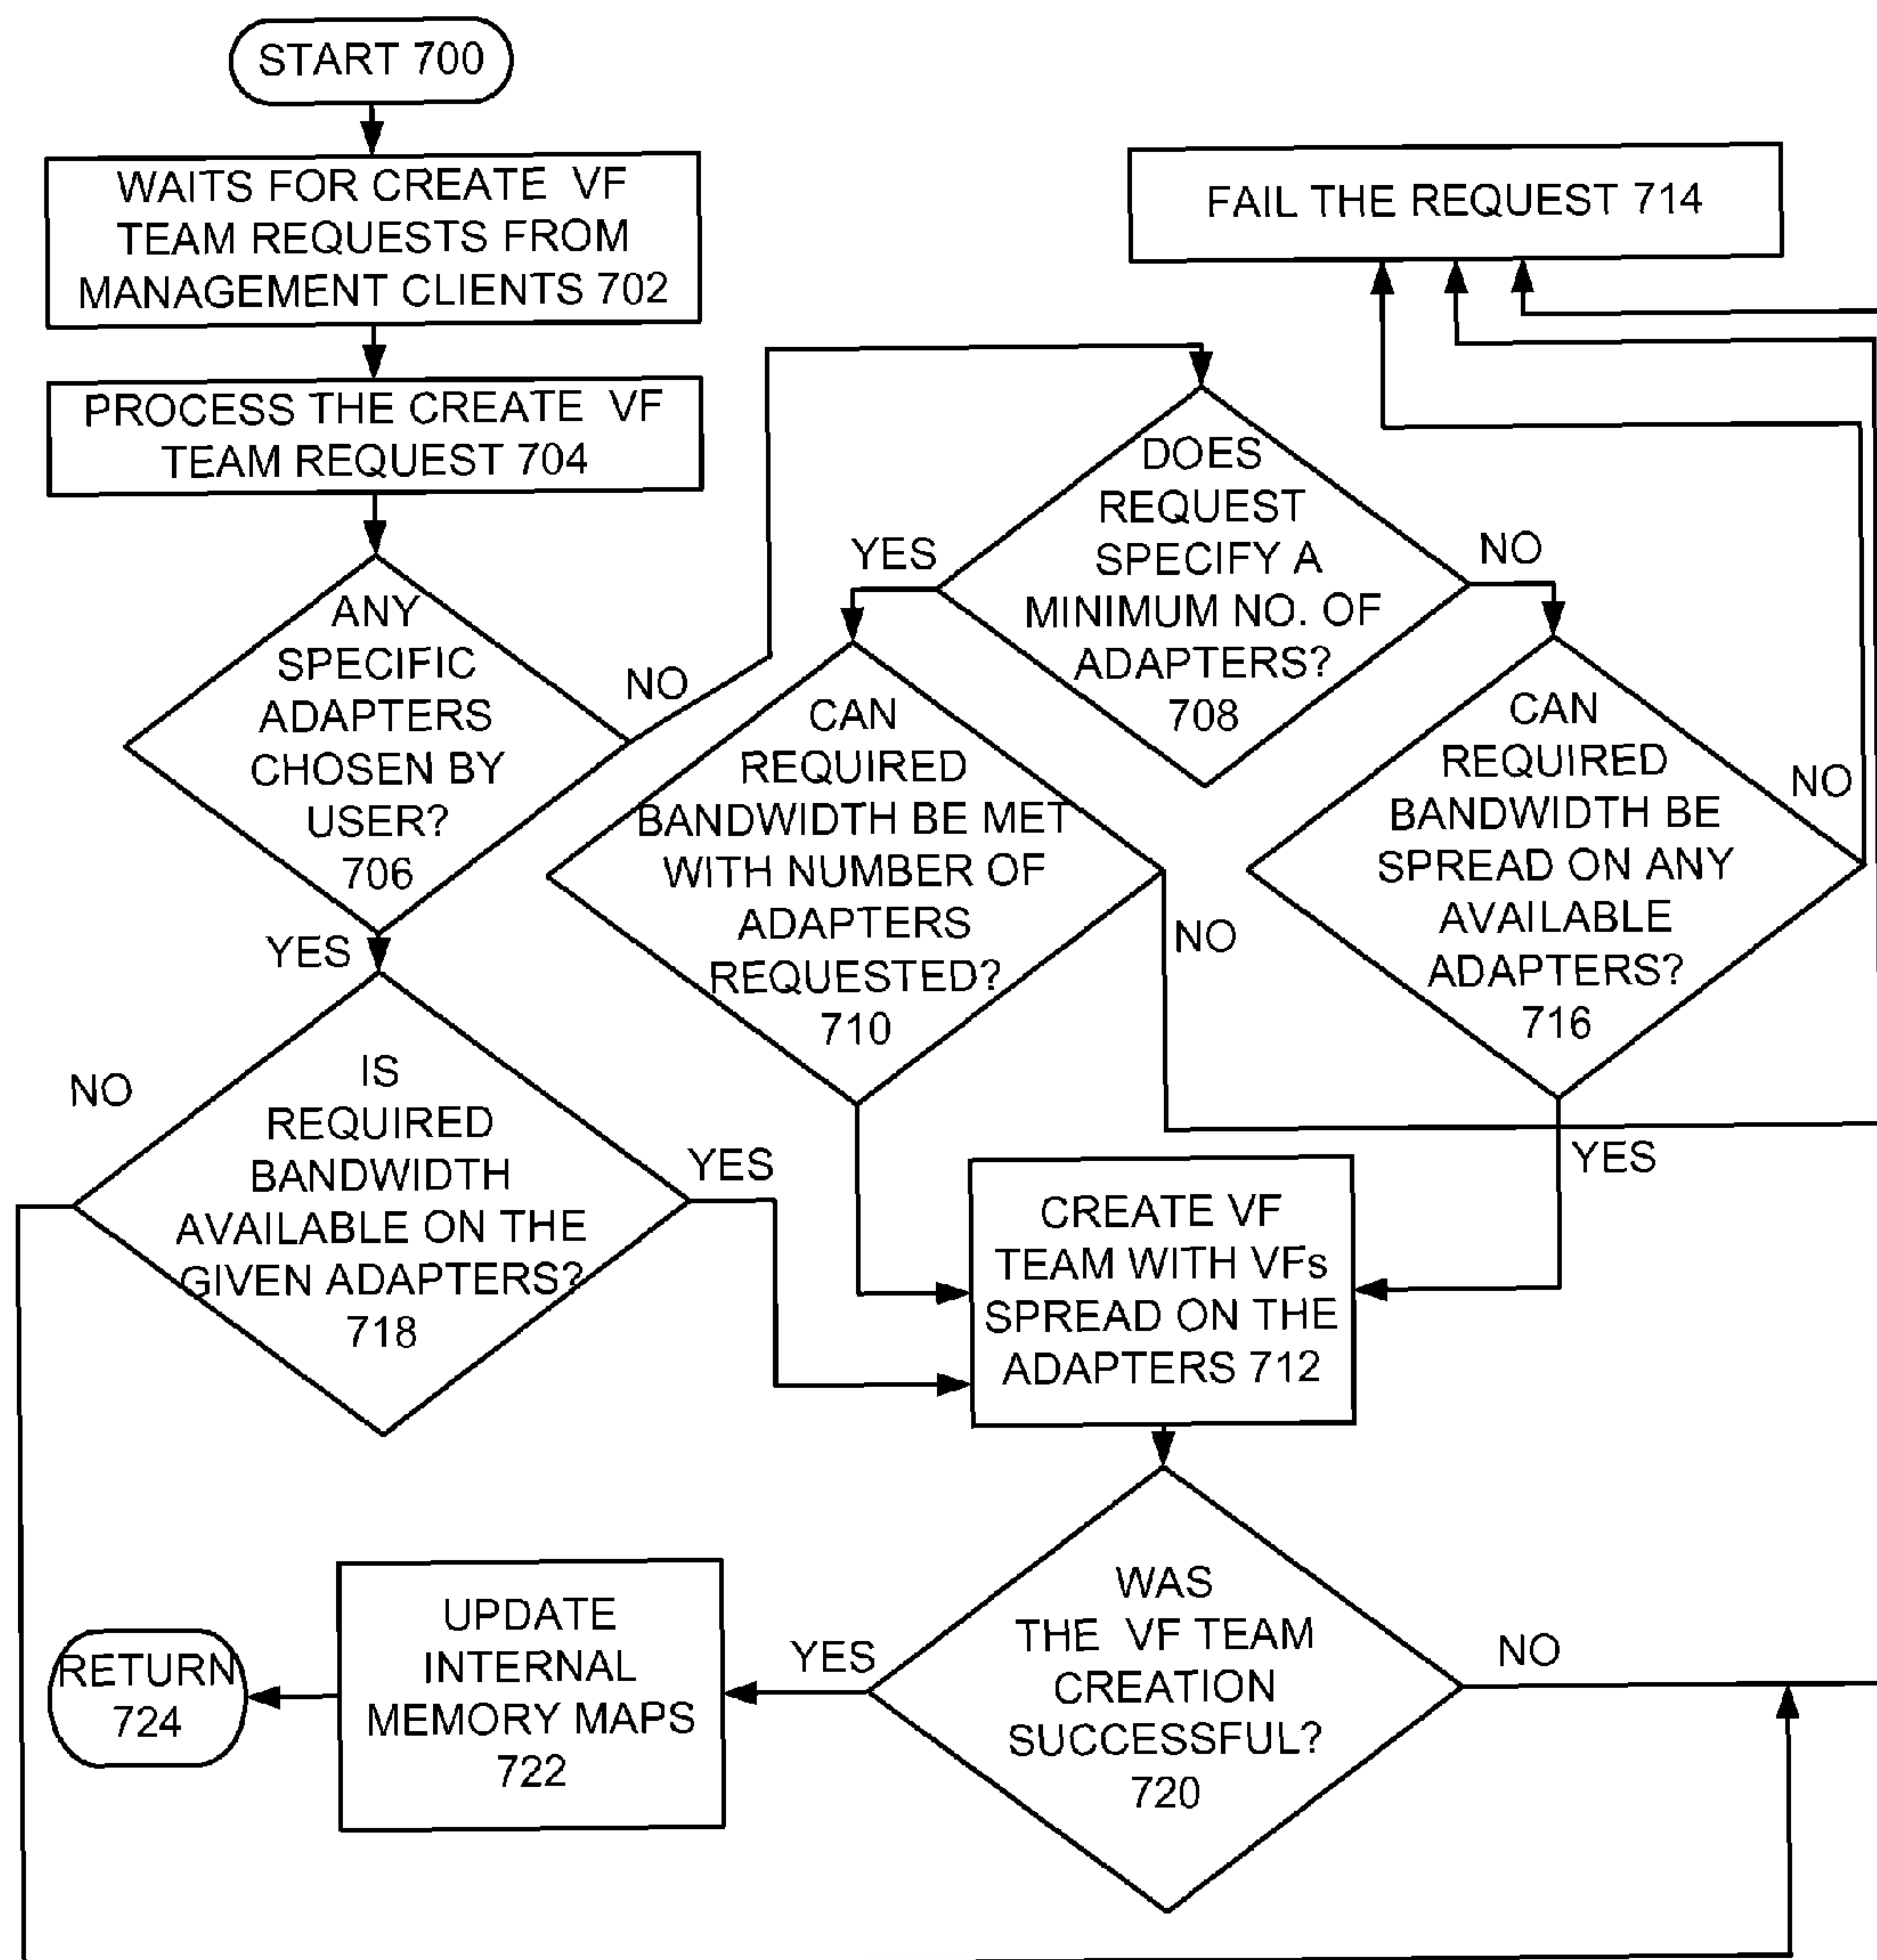 START 700
WAITS FOR CREATE VF
TEAM REQUESTS FROM
MANAGEMENT CLIENTS 702
FAIL THE REQUEST 714
PROCESS THE CREATE VF
TEAM REQUEST 704
ANY
SPECIFIC
ADAPTERS
CHOSEN BY
USER?
706
NO
YES
DOES
REQUEST
SPECIFY A
MINIMUM NO. OF
ADAPTERS?
708
YES
NO
CAN
REQUIRED
BANDWIDTH BE MET
WITH NUMBER OF
ADAPTERS
REQUESTED?
710
NO
CAN
REQUIRED
BANDWIDTH BE
SPREAD ON ANY
AVAILABLE
ADAPTERS?
716
NO
YES
IS
REQUIRED
BANDWIDTH
AVAILABLE ON THE
GIVEN ADAPTERS?
718
NO
YES
CREATE VF
TEAM WITH VFs
SPREAD ON THE
ADAPTERS 712
WAS
THE VF TEAM
CREATION
SUCCESSFUL?
720
YES
NO
UPDATE
INTERNAL
MEMORY MAPS
722
RETURN
724